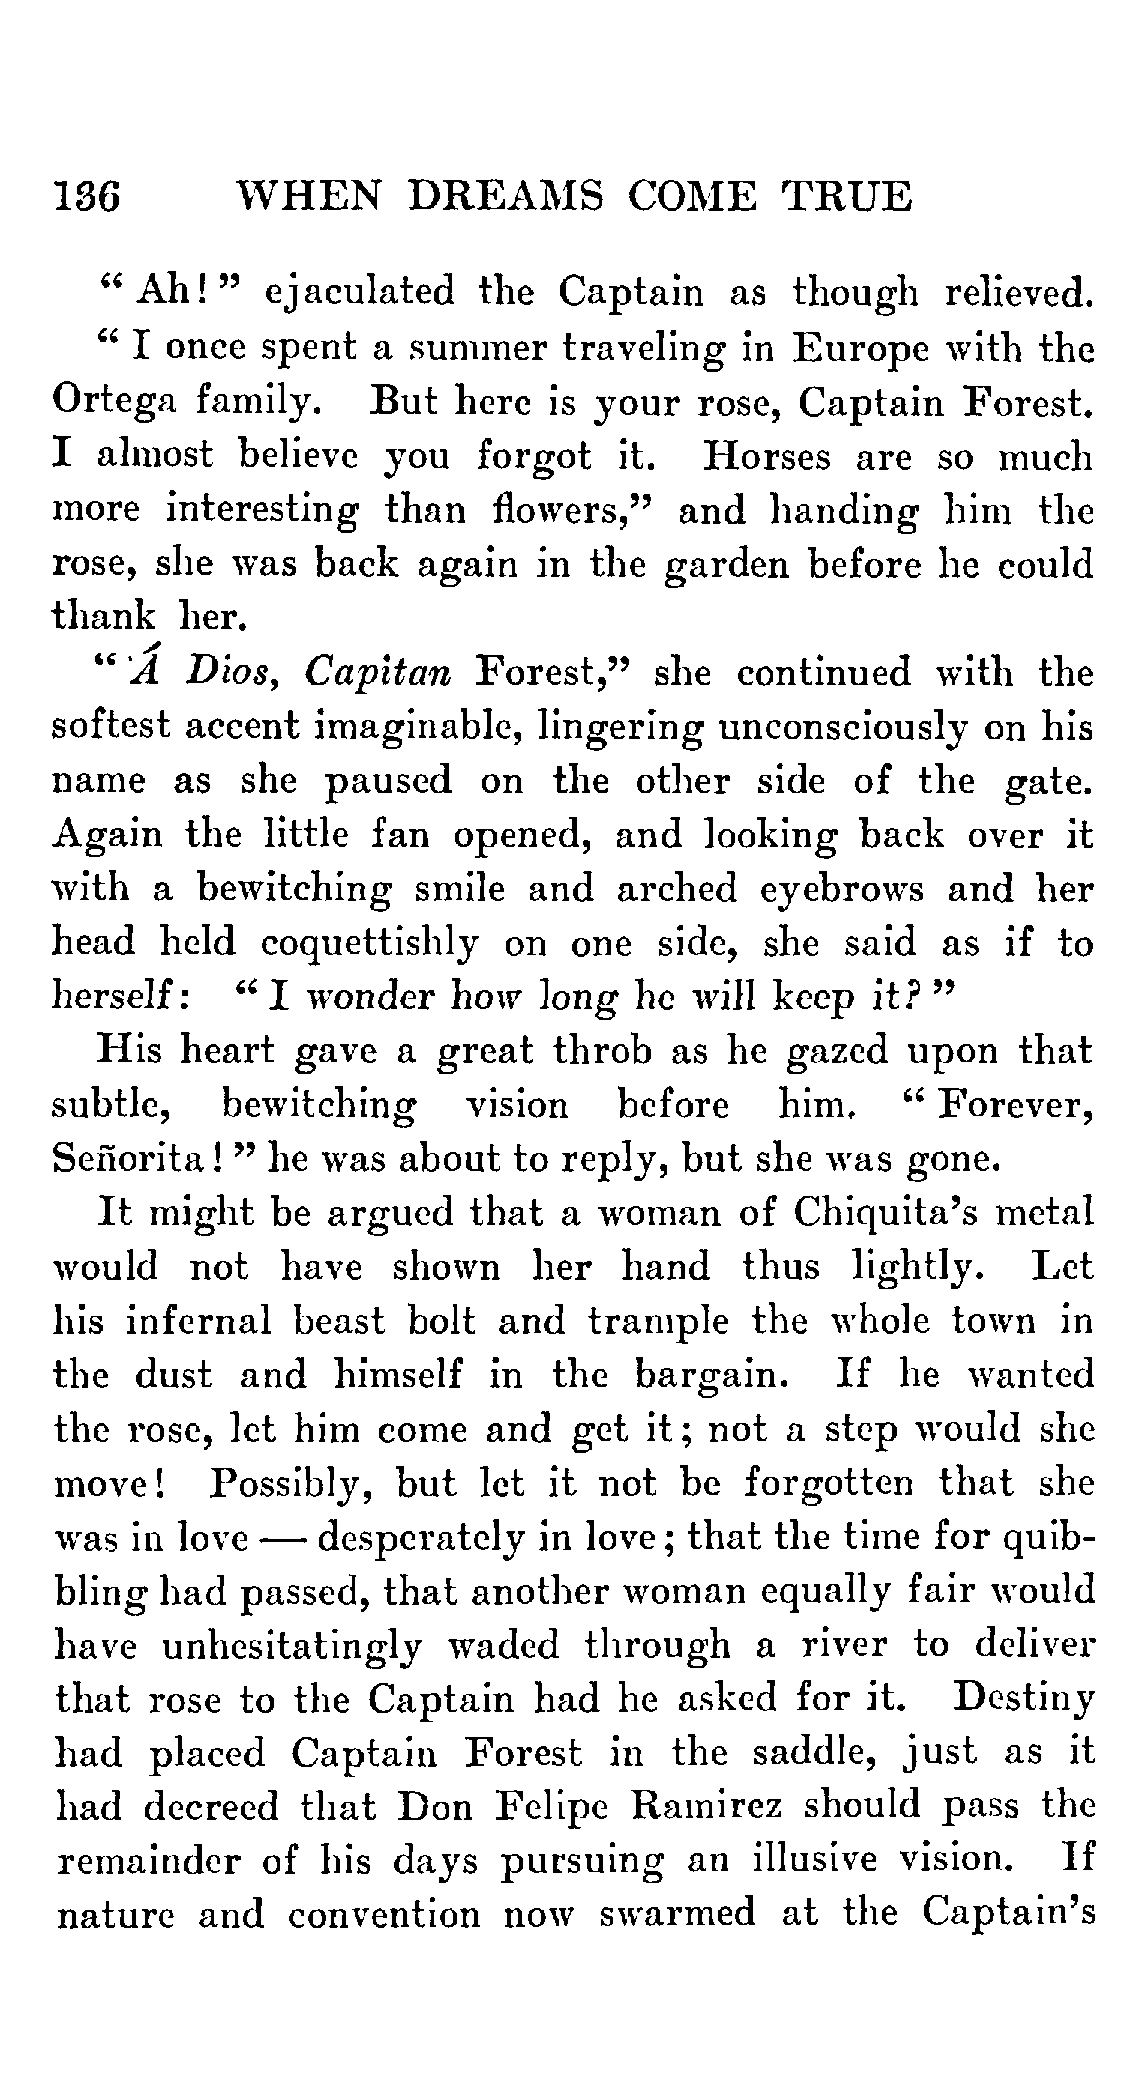 136 WHEN DREAMS COME TRUE
“ Ah! ” ejaculated the Captain as though relieved.
“ I once spent a summer traveling in Europe with the
Ortega family. But here is your rose, Captain Forest.
I almost believe you forgot it. Horses are so much
more interesting than flowers,” and handing him the
rose, she was back again in the garden before he could
thank her.
“ Á Dios, Capitan Forest,” she continued with the
softest accent imaginable, lingering unconsciously on his
name as she paused on the other side of the gate.
Again the little fan opened, and looking back over it
with a bewitching smile and arched eyebrows and her
head held coquettishly on one side, she said as if to
herself: “ I wonder how long he will keep it? ”
His heart gave a great throb as he gazed upon that
subtle, bewitching vision before him. “ Forever,
Señorita! ” he was about to reply, but she was gone.
It might be argued that a woman of Chiquita’s metal
would not have shown her hand thus lightly. Let
his infernal beast bolt and trample the whole town in
the dust and himself in the bargain. If he wanted
the rose, let him come and get it; not a step would she
move! Possibly, but let it not be forgotten that she
was in love — desperately in love; that the time for quib-
bling had passed, that another woman equally fair would
have unhesitatingly waded through a river to deliver
that rose to the Captain had he asked for it. Destiny
had placed Captain Forest in the saddle, just as it
had decreed that Don Felipe Ramirez should pass the
remainder of his days pursuing an illusive vision. If
nature and convention now swarmed at the Captain’s